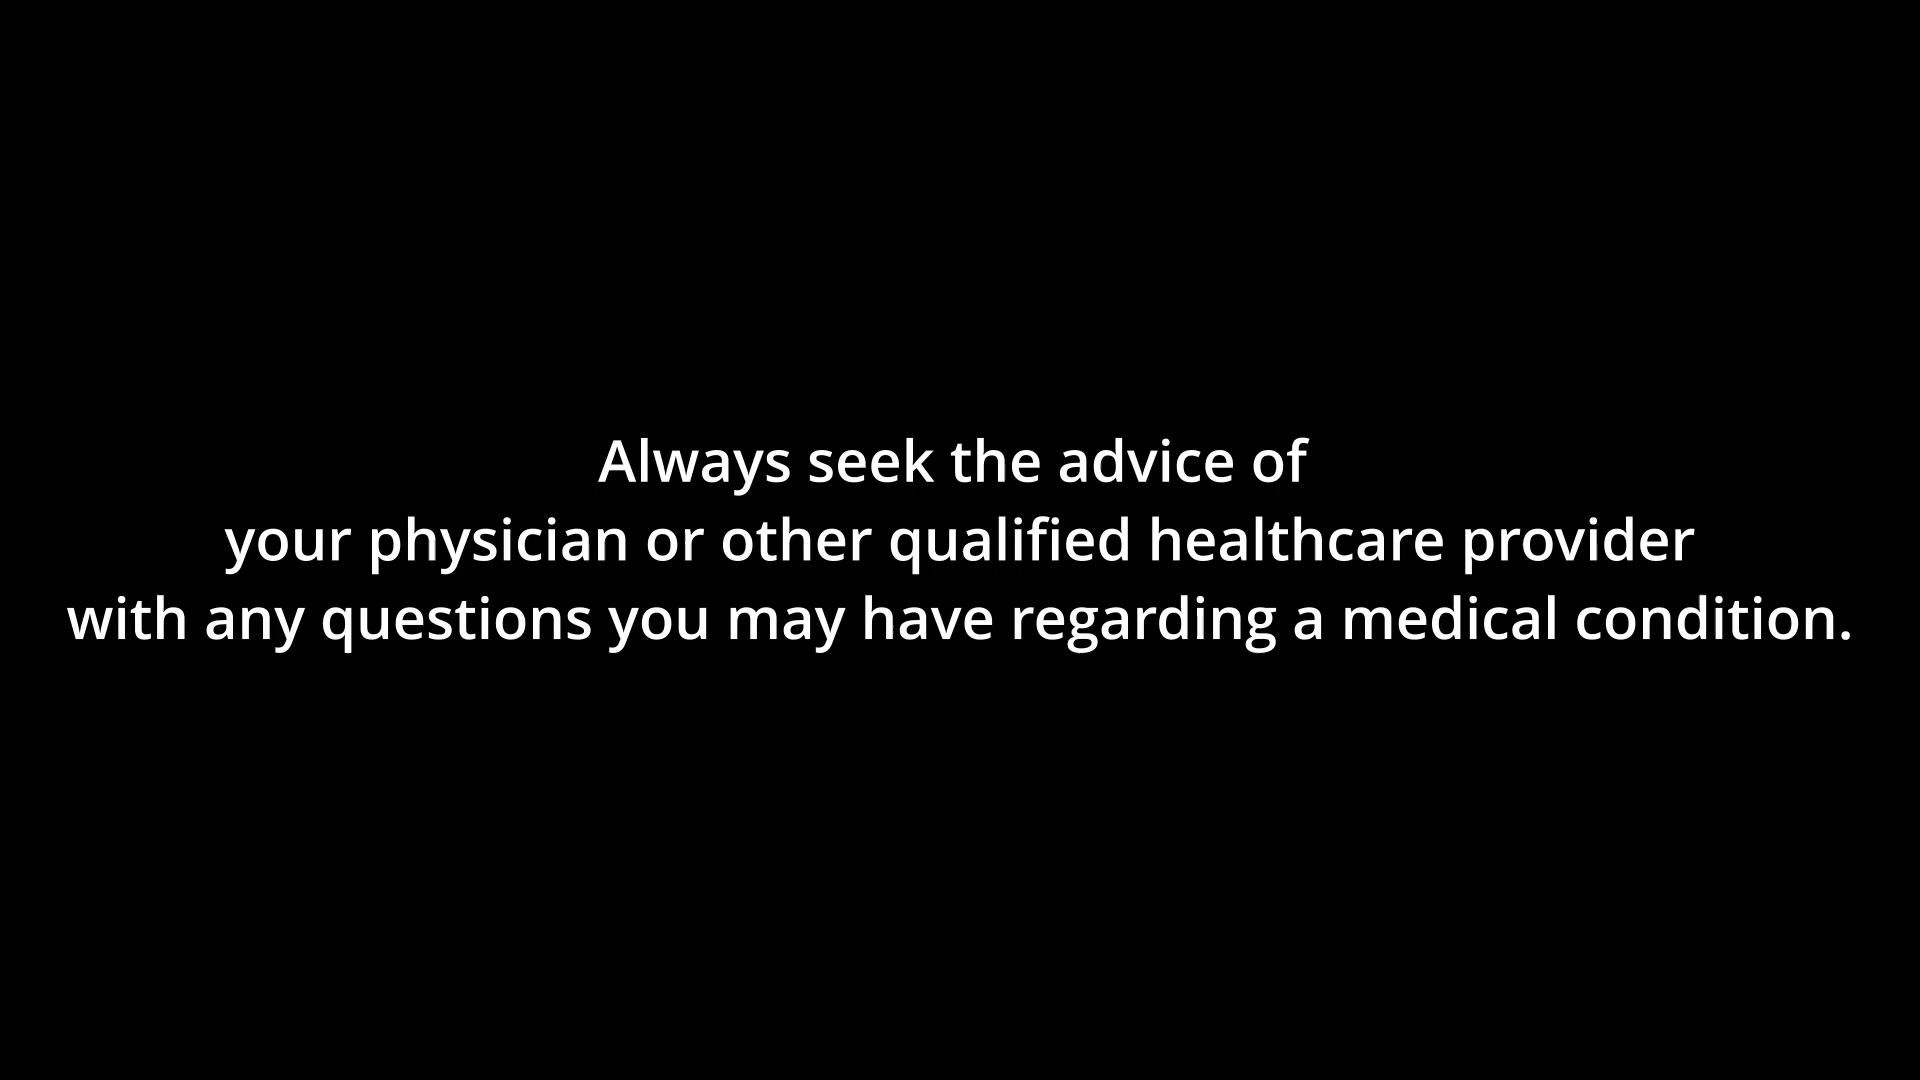 Always seek the advice of
your physician or other qualified healthcare provider
with any questions you may have regarding a medical condition.